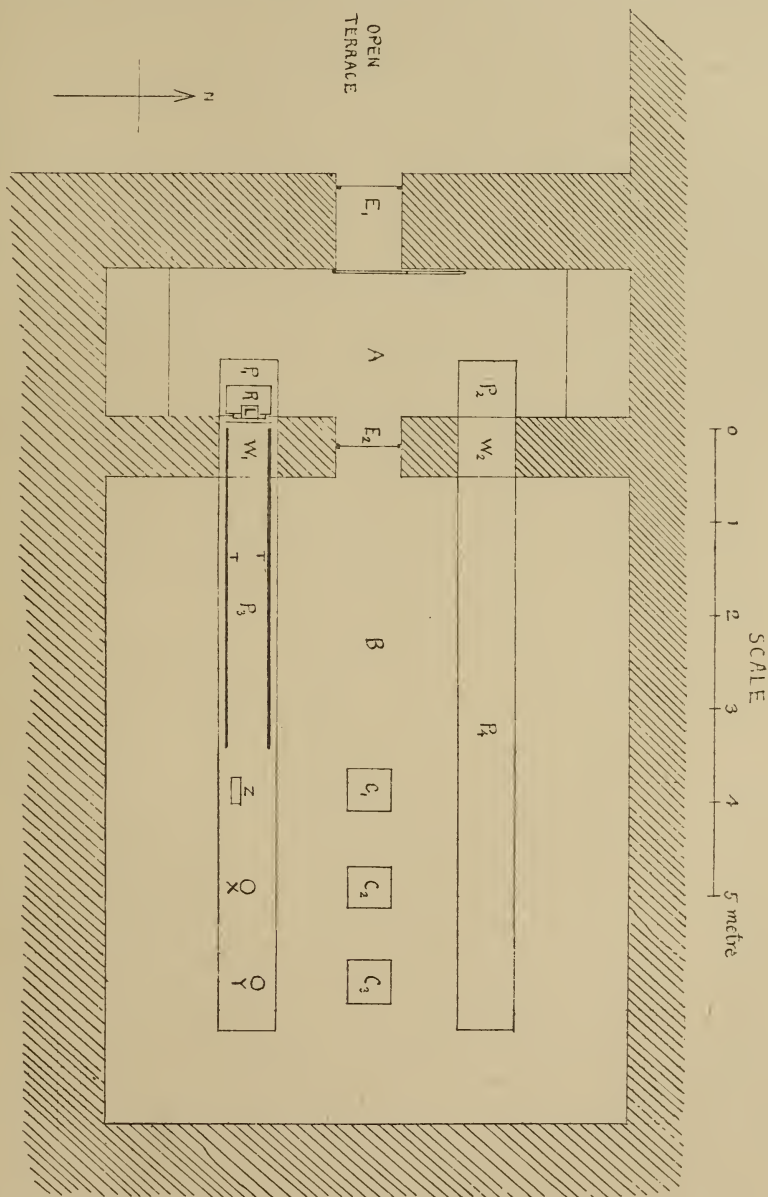 OPEN
TERRACE
N
E₁
A
P₁
R
L
E₂
P₂
W₁
W₂
0
1
2
3
4
5 metre
SCALE
T
T
P₃
B
P₄
Z
C₁
X
C₂
Y
C₃